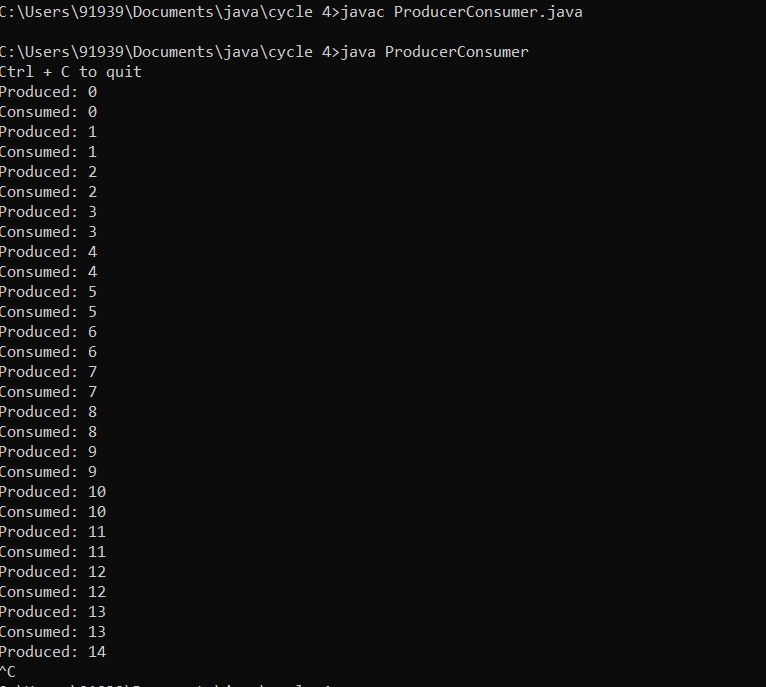 C:\Users\91939\Documents\java\cycle 4>javac ProducerConsumer.java
C:\Users\91939\Documents\java\cycle 4>java ProducerConsumer
Ctrl + C to quit
Produced: 0
Consumed: 0
Produced: 1
Consumed: 1
Produced: 2
Consumed: 2
Produced: 3
Consumed: 3
Produced: 4
Consumed: 4
Produced: 5
Consumed: 5
Produced: 6
Consumed: 6
Produced: 7
Consumed: 7
Produced: 8
Consumed: 8
Produced: 9
Consumed: 9
Produced: 10
Consumed: 10
Produced: 11
Consumed: 11
Produced: 12
Consumed: 12
Produced: 13
Consumed: 13
Produced: 14
^C